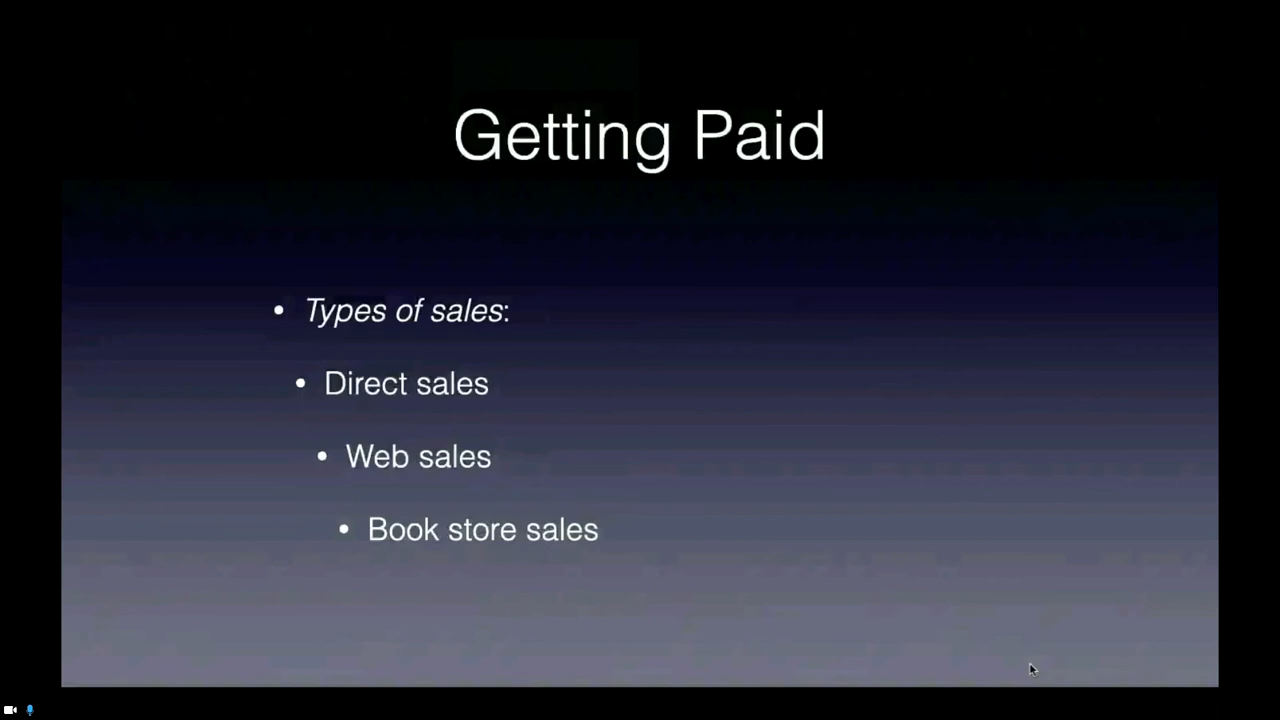 Getting Paid
• Types of sales:
• Direct sales
• Web sales
• Book store sales